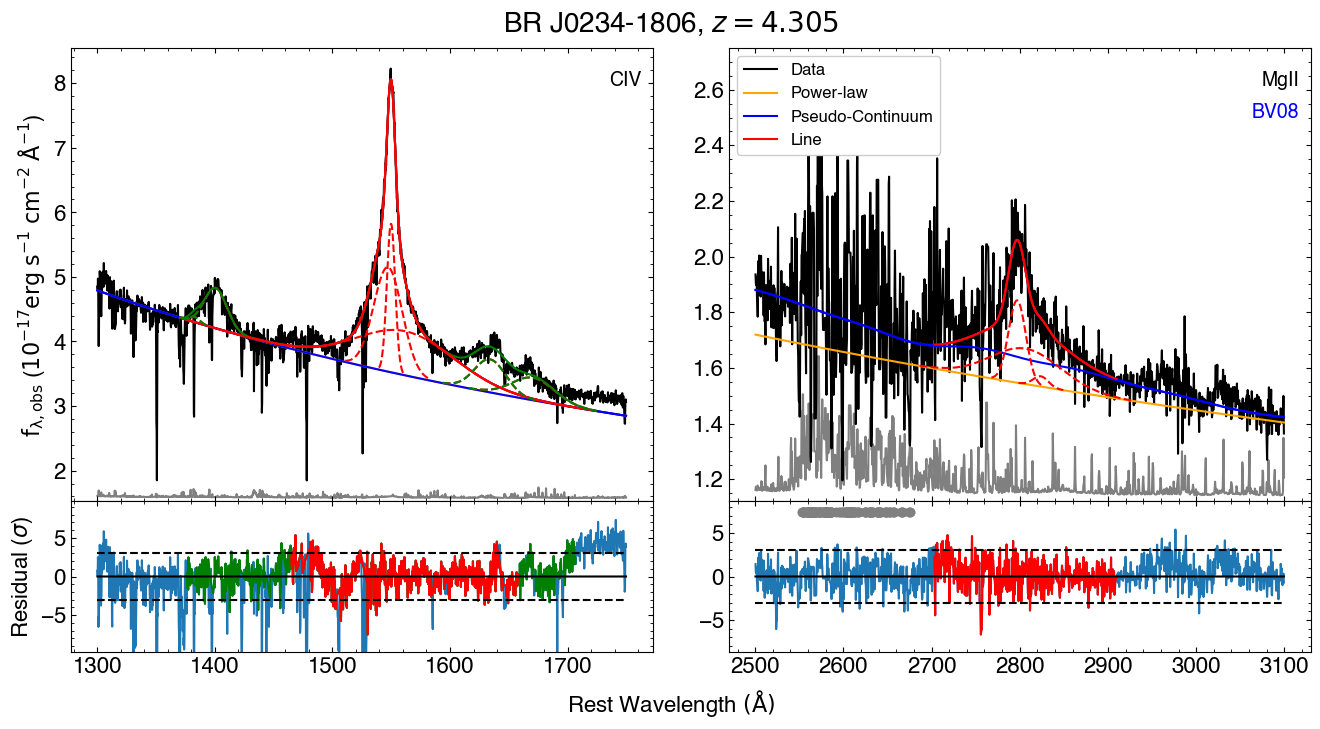 BR J0234-1806, z = 4.305
CIV
f_λ,obs (10^−17 erg s^−1 cm^−2 Å^−1)
8
7
6
5
4
3
2
Data
Power-law
Pseudo-Continuum
Line
MgII
BV08
2.6
2.4
2.2
2.0
1.8
1.6
1.4
1.2
Residual (σ)
5
0
−5
5
0
−5
1300 1400 1500 1600 1700
2500 2600 2700 2800 2900 3000 3100
Rest Wavelength (Å)